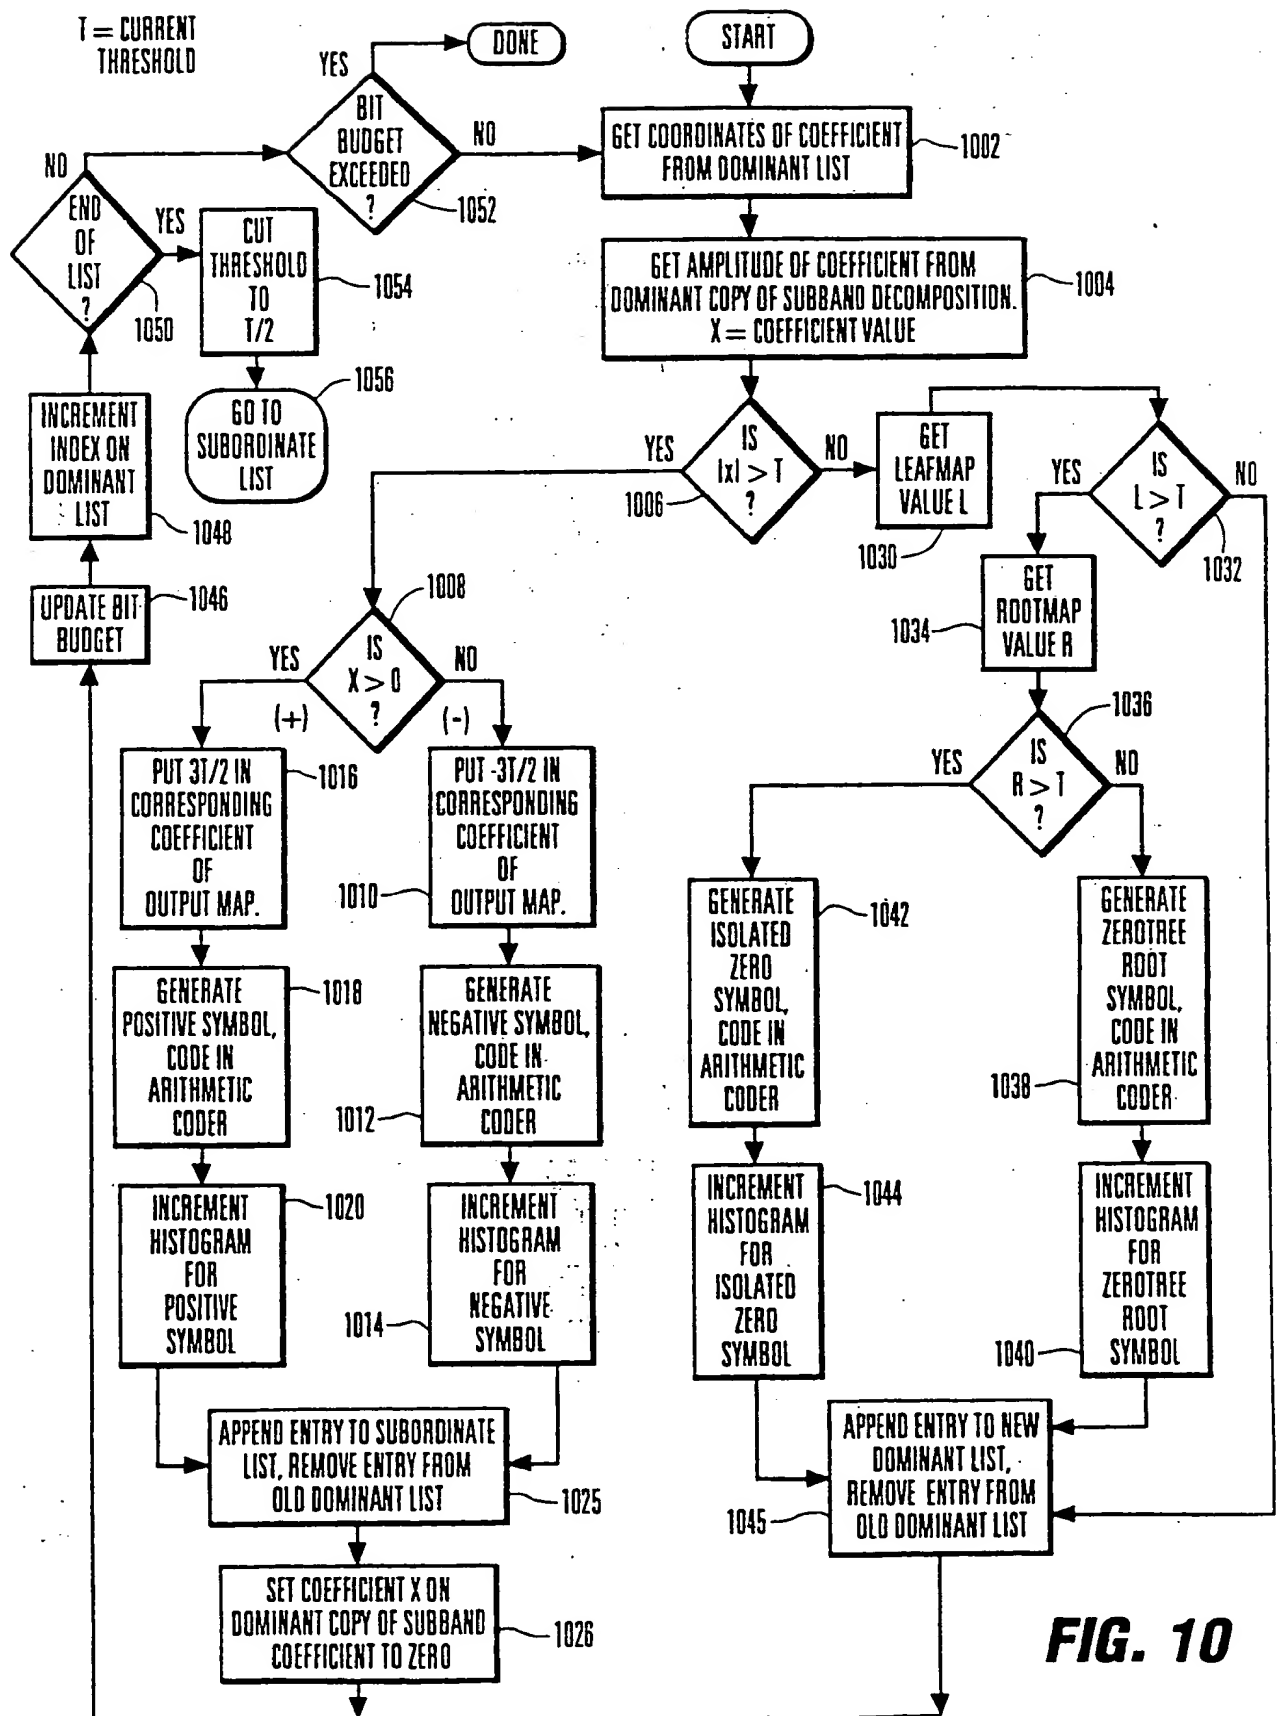 T = CURRENT
THRESHOLD
YES
DONE
START
BIT
BUDGET
EXCEEDED
?
NO
1052
GET COORDINATES OF COEFFICIENT
FROM DOMINANT LIST
1002
NO
END
OF
LIST
?
YES
1050
CUT
THRESHOLD
TO
T/2
1054
GET AMPLITUDE OF COEFFICIENT FROM
DOMINANT COPY OF SUBBAND DECOMPOSITION.
X = COEFFICIENT VALUE
1004
1056
GO TO
SUBORDINATE
LIST
INCREMENT
INDEX ON
DOMINANT
LIST
1048
YES
IS
|x| > T
?
NO
1006
GET
LEAFMAP
VALUE L
1030
YES
IS
L > T
?
NO
1032
UPDATE BIT
BUDGET
1046
1008
GET
ROOTMAP
VALUE R
1034
YES
(+)
IS
X > 0
?
NO
(-)
1036
YES
IS
R > T
?
NO
PUT 3T/2 IN
CORRESPONDING
COEFFICIENT
OF
OUTPUT MAP.
1016
PUT -3T/2 IN
CORRESPONDING
COEFFICIENT
OF
OUTPUT MAP.
1010
GENERATE
ISOLATED
ZERO
SYMBOL,
CODE IN
ARITHMETIC
CODER
1042
GENERATE
ZEROTREE
ROOT
SYMBOL,
CODE IN
ARITHMETIC
CODER
1038
GENERATE
POSITIVE SYMBOL,
CODE IN
ARITHMETIC
CODER
1018
GENERATE
NEGATIVE SYMBOL,
CODE IN
ARITHMETIC
CODER
1012
INCREMENT
HISTOGRAM
FOR
POSITIVE
SYMBOL
1020
INCREMENT
HISTOGRAM
FOR
NEGATIVE
SYMBOL
1014
INCREMENT
HISTOGRAM
FOR
ISOLATED
ZERO
SYMBOL
1044
INCREMENT
HISTOGRAM
FOR
ZEROTREE
ROOT
SYMBOL
1040
APPEND ENTRY TO SUBORDINATE
LIST, REMOVE ENTRY FROM
OLD DOMINANT LIST
1025
APPEND ENTRY TO NEW
DOMINANT LIST,
REMOVE ENTRY FROM
OLD DOMINANT LIST
1045
SET COEFFICIENT X ON
DOMINANT COPY OF SUBBAND
COEFFICIENT TO ZERO
1026
FIG. 10